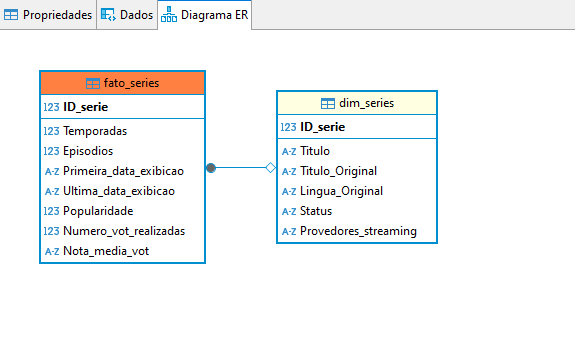 Propriedades
Dados
Diagrama ER
fato_series
123 ID_serie
123 Temporadas
123 Episodios
A-Z Primeira_data_exibicao
A-Z Ultima_data_exibicao
123 Popularidade
123 Numero_vot_realizadas
A-Z Nota_media_vot
dim_series
123 ID_serie
A-Z Titulo
A-Z Titulo_Original
A-Z Lingua_Original
A-Z Status
A-Z Provedores_streaming